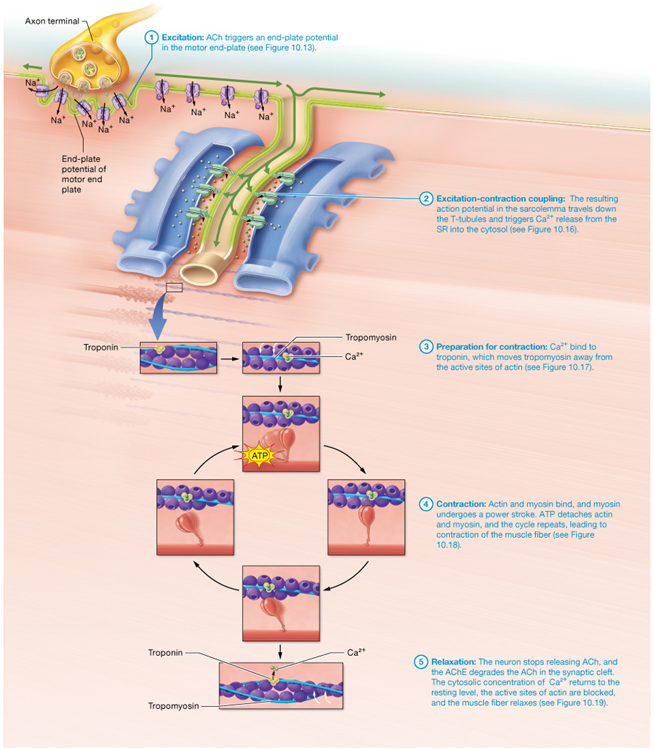 Axon terminal
1 Excitation: ACh triggers an end-plate potential
in the motor end-plate (see Figure 10.13).
Na⁺
Na⁺
Na⁺
Na⁺
Na⁺
Na⁺
Na⁺
Na⁺
Na⁺
End-plate
potential of
motor end
plate
2 Excitation-contraction coupling: The resulting
action potential in the sarcolemma travels down
the T-tubules and triggers Ca²⁺ release from the
SR into the cytosol (see Figure 10.16).
Troponin
Tropomyosin
Ca²⁺
3 Preparation for contraction: Ca²⁺ bind to
troponin, which moves tropomyosin away from
the active sites of actin (see Figure 10.17).
ATP
4 Contraction: Actin and myosin bind, and myosin
undergoes a power stroke. ATP detaches actin
and myosin, and the cycle repeats, leading to
contraction of the muscle fiber (see Figure
10.18).
Troponin
Ca²⁺
Tropomyosin
5 Relaxation: The neuron stops releasing ACh, and
the AChE degrades the ACh in the synaptic cleft.
The cytosolic concentration of Ca²⁺ returns to the
resting level, the active sites of actin are blocked,
and the muscle fiber relaxes (see Figure 10.19).